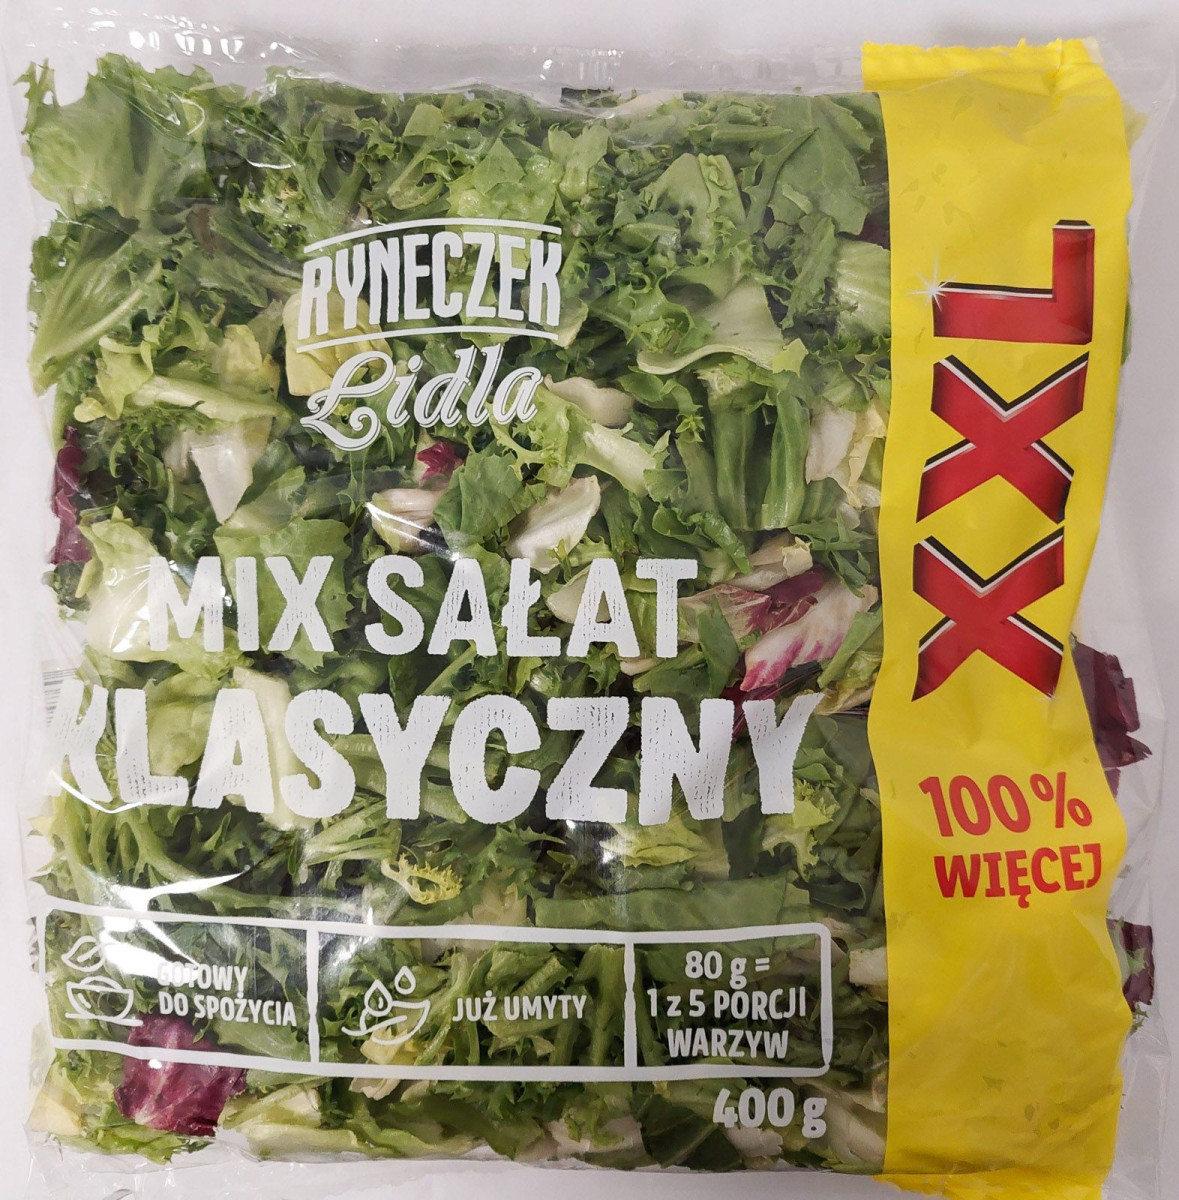 RYNECZEK
Lidla
MIX SAŁAT
KLASYCZNY
GOTOWY
DO SPOŻYCIA
JUŻ UMYTY
80 g =
1 z 5 PORCJI
WARZYW
400 g
XXL
100 %
WIĘCEJ